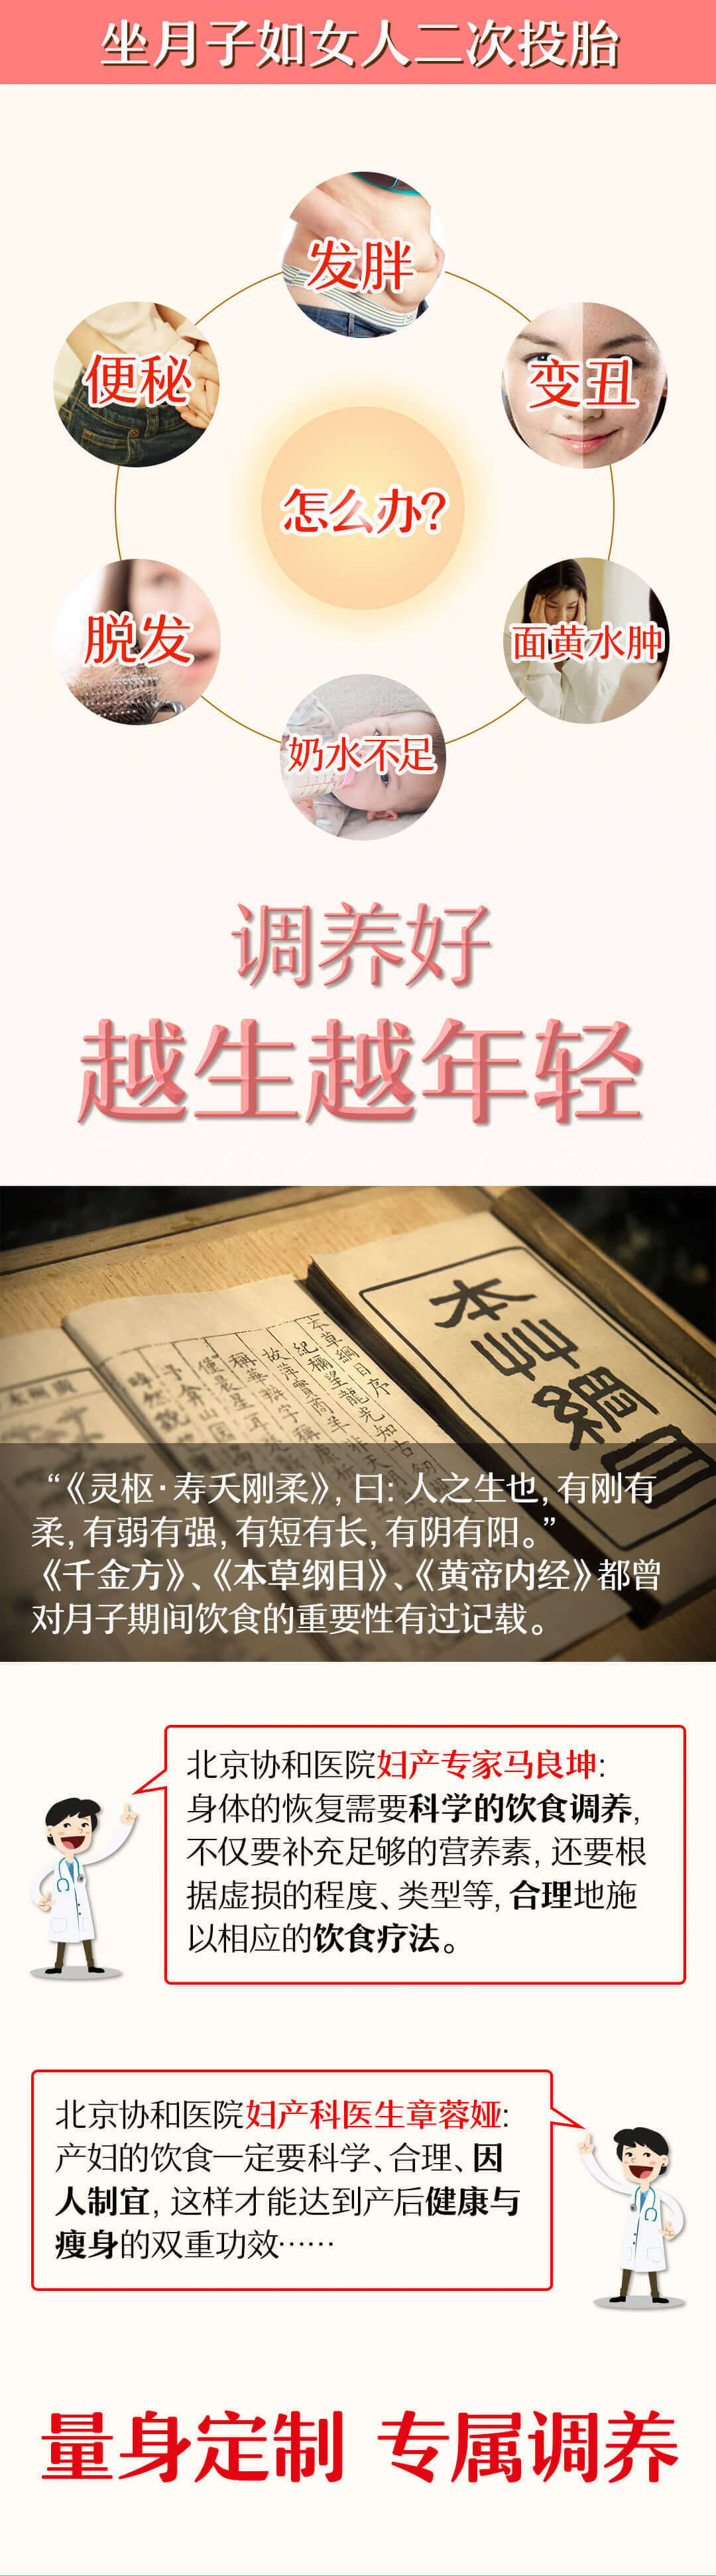 坐月子如女人二次投胎
发胖
便秘
变丑
怎么办?
脱发
面黄水肿
奶水不足
调养好
越生越年轻
本草綱目
本草綱目序
“《灵枢·寿夭刚柔》，曰：人之生也，有刚有
柔，有弱有强，有短有长，有阴有阳。”
《千金方》、《本草纲目》、《黄帝内经》都曾
对月子期间饮食的重要性有过记载。
北京协和医院妇产专家马良坤：
身体的恢复需要科学的饮食调养，
不仅要补充足够的营养素，还要根
据虚损的程度、类型等，合理地施
以相应的饮食疗法。
北京协和医院妇产科医生章蓉娅：
产妇的饮食一定要科学、合理、因
人制宜，这样才能达到产后健康与
瘦身的双重功效……
量身定制 专属调养